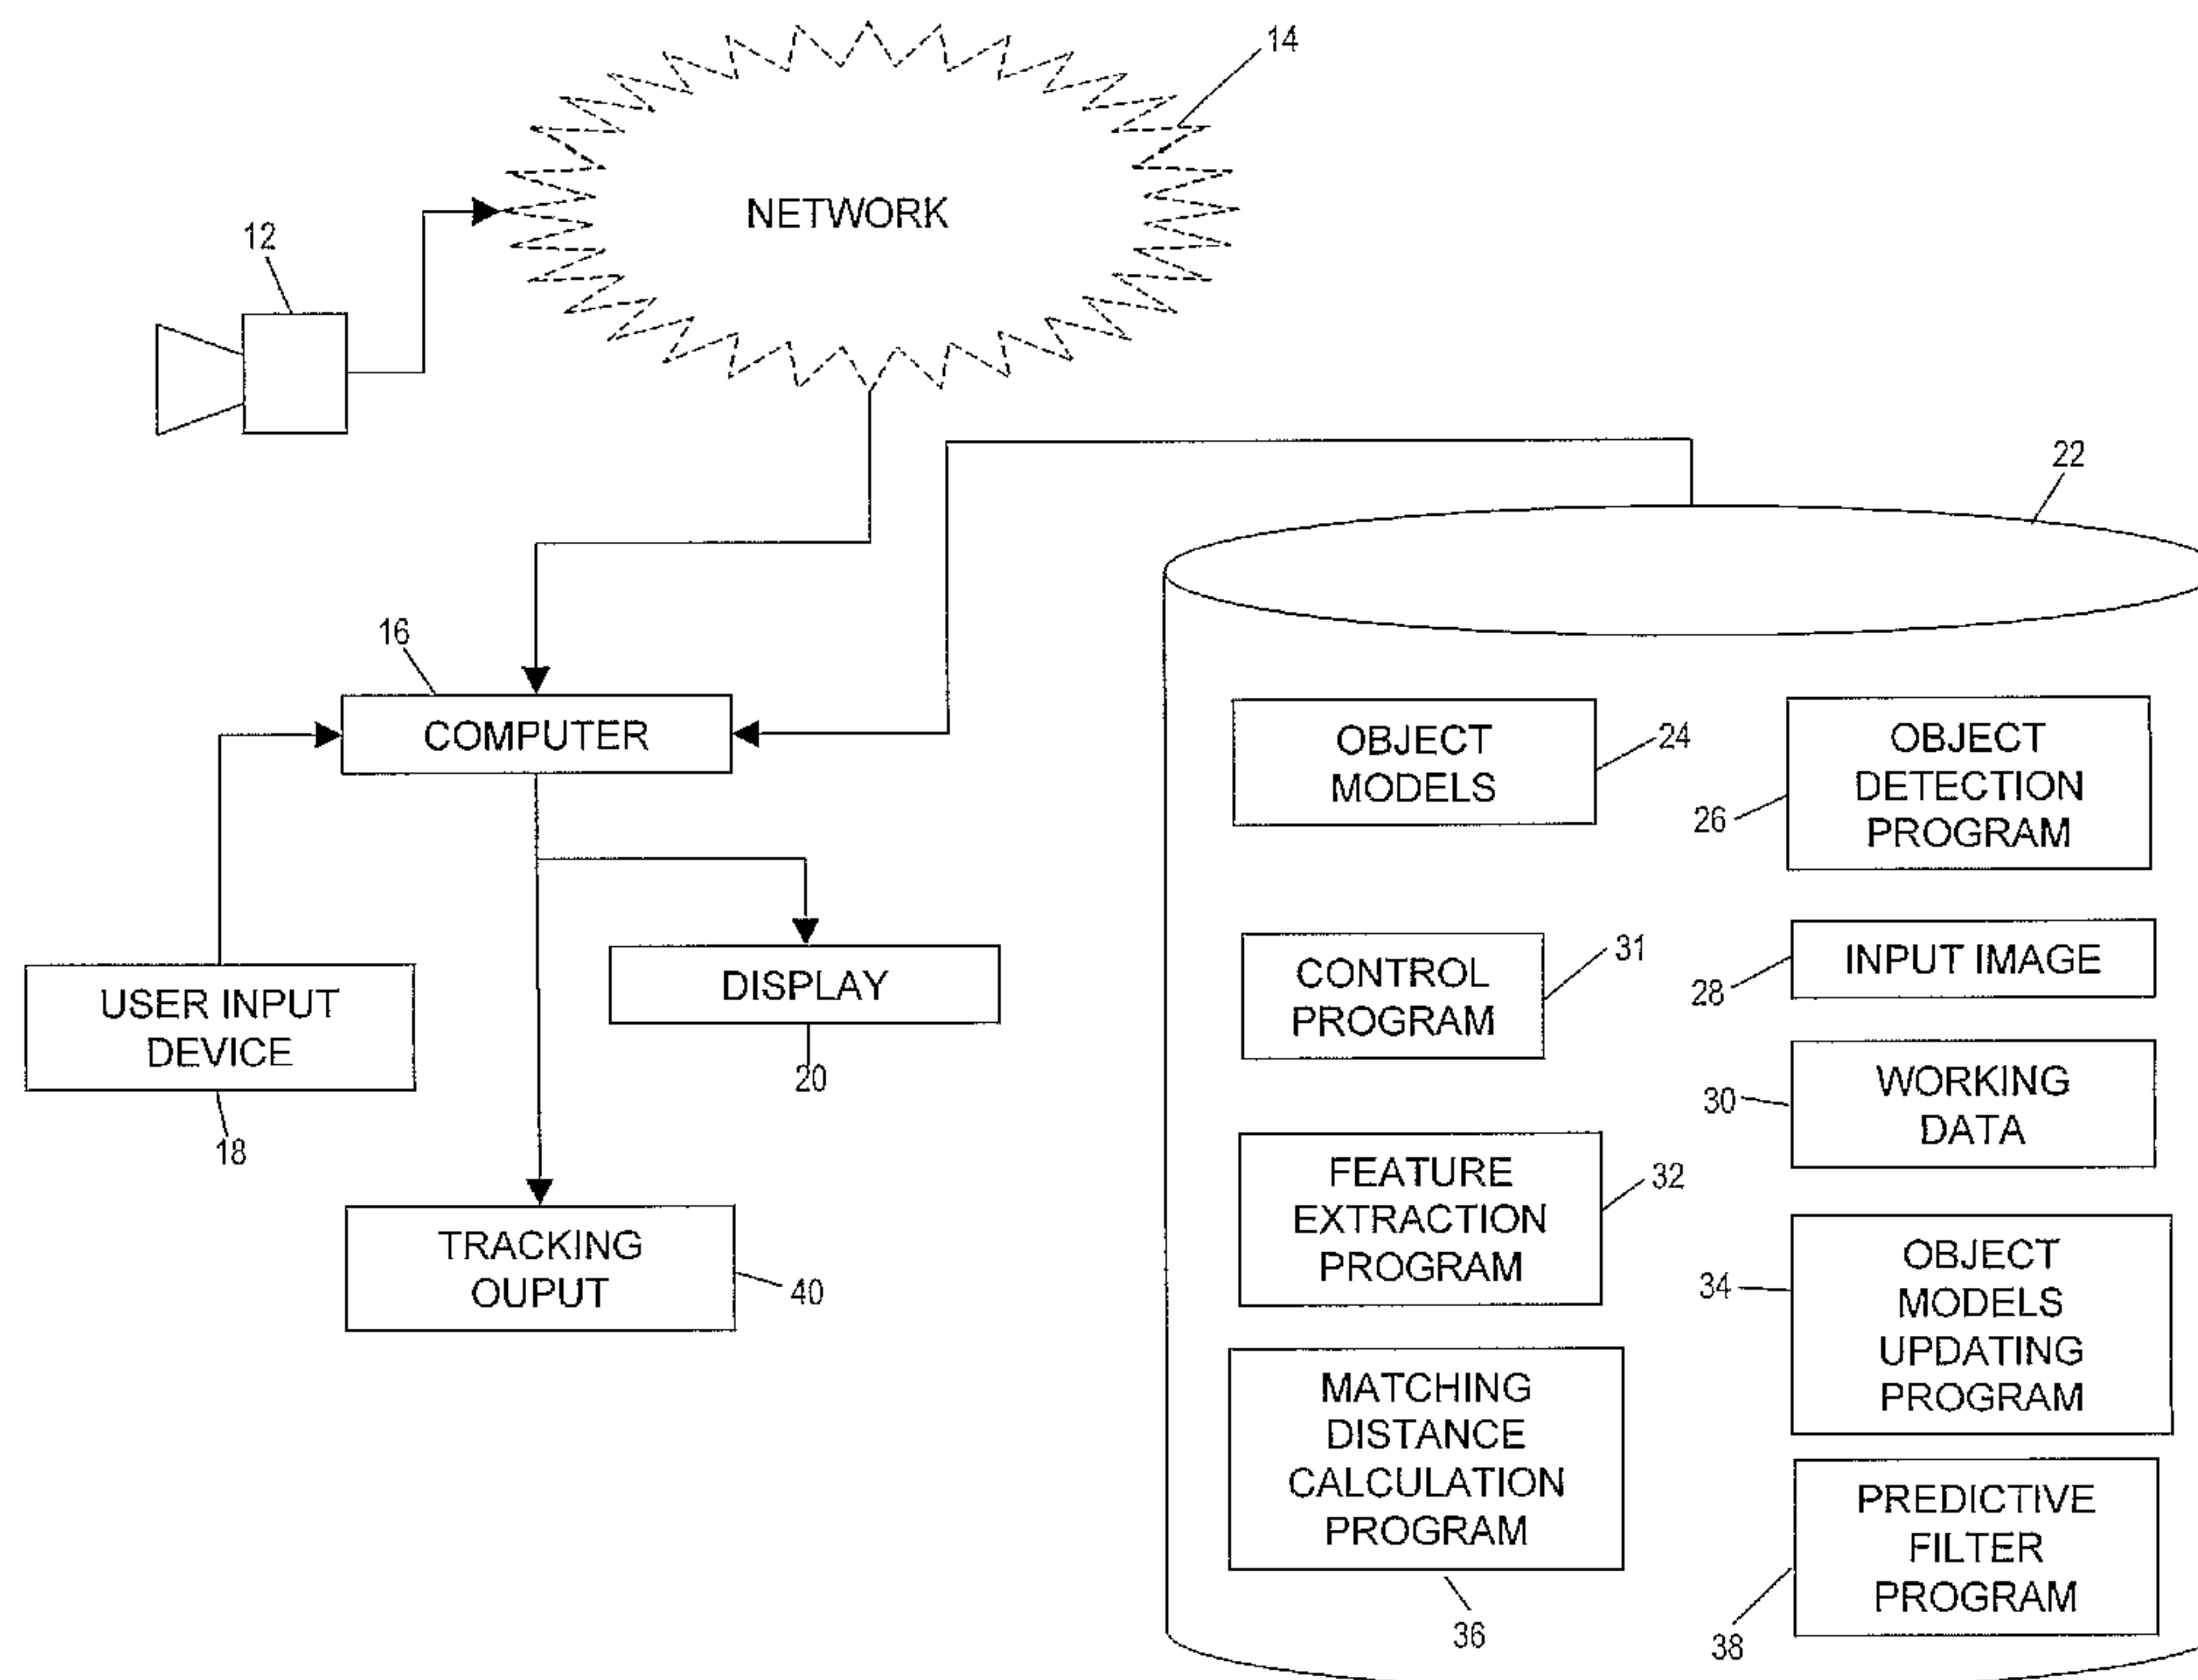 14
NETWORK
12
22
16
COMPUTER
OBJECT
MODELS
24
OBJECT
DETECTION
PROGRAM
26
CONTROL
PROGRAM
31
INPUT IMAGE
28
USER INPUT
DEVICE
18
DISPLAY
20
WORKING
DATA
30
FEATURE
EXTRACTION
PROGRAM
32
TRACKING
OUPUT
40
OBJECT
MODELS
UPDATING
PROGRAM
34
MATCHING
DISTANCE
CALCULATION
PROGRAM
36
PREDICTIVE
FILTER
PROGRAM
38